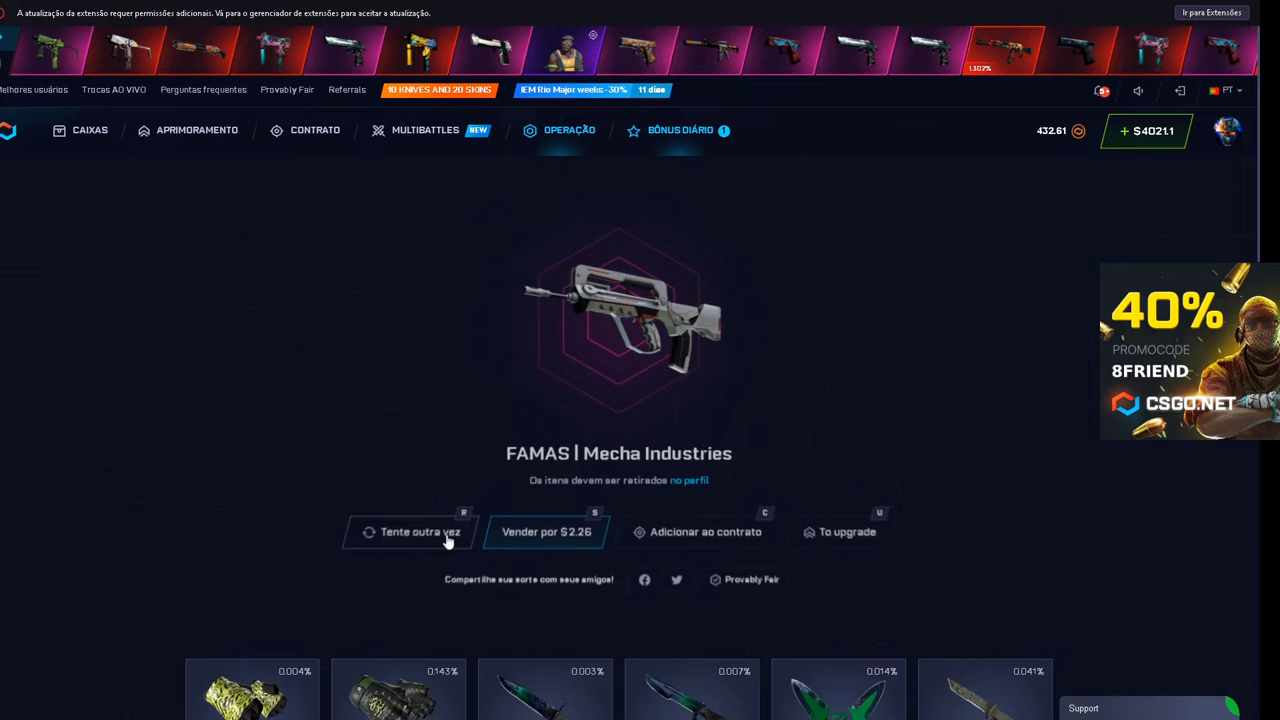 A atualização da extensão requer permissões adicionais. Vá para o gerenciador de extensões para aceitar a atualização.
Ir para Extensões
1.302%
elhores usuários
Trocas AO VIVO
Perguntas frequentes
Provably Fair
Referrals
10 KNIVES AND 20 SKINS
IEM Rio Major weeks -30%
11 dias
5+
PT
CAIXAS
APRIMORAMENTO
CONTRATO
MULTIBATTLES
NEW
OPERAÇÃO
BÔNUS DIÁRIO
1
432.61
+ $4021.1
40%
PROMOCODE
8FRIEND
CSGO.NET
FAMAS | Mecha Industries
Os itens devem ser retirados no perfil
R
Tente outra vez
S
Vender por $2.26
C
Adicionar ao contrato
U
To upgrade
Compartilhe sua sorte com seus amigos!
Provably Fair
0.004%
0.143%
0.003%
0.007%
0.014%
0.041%
Support